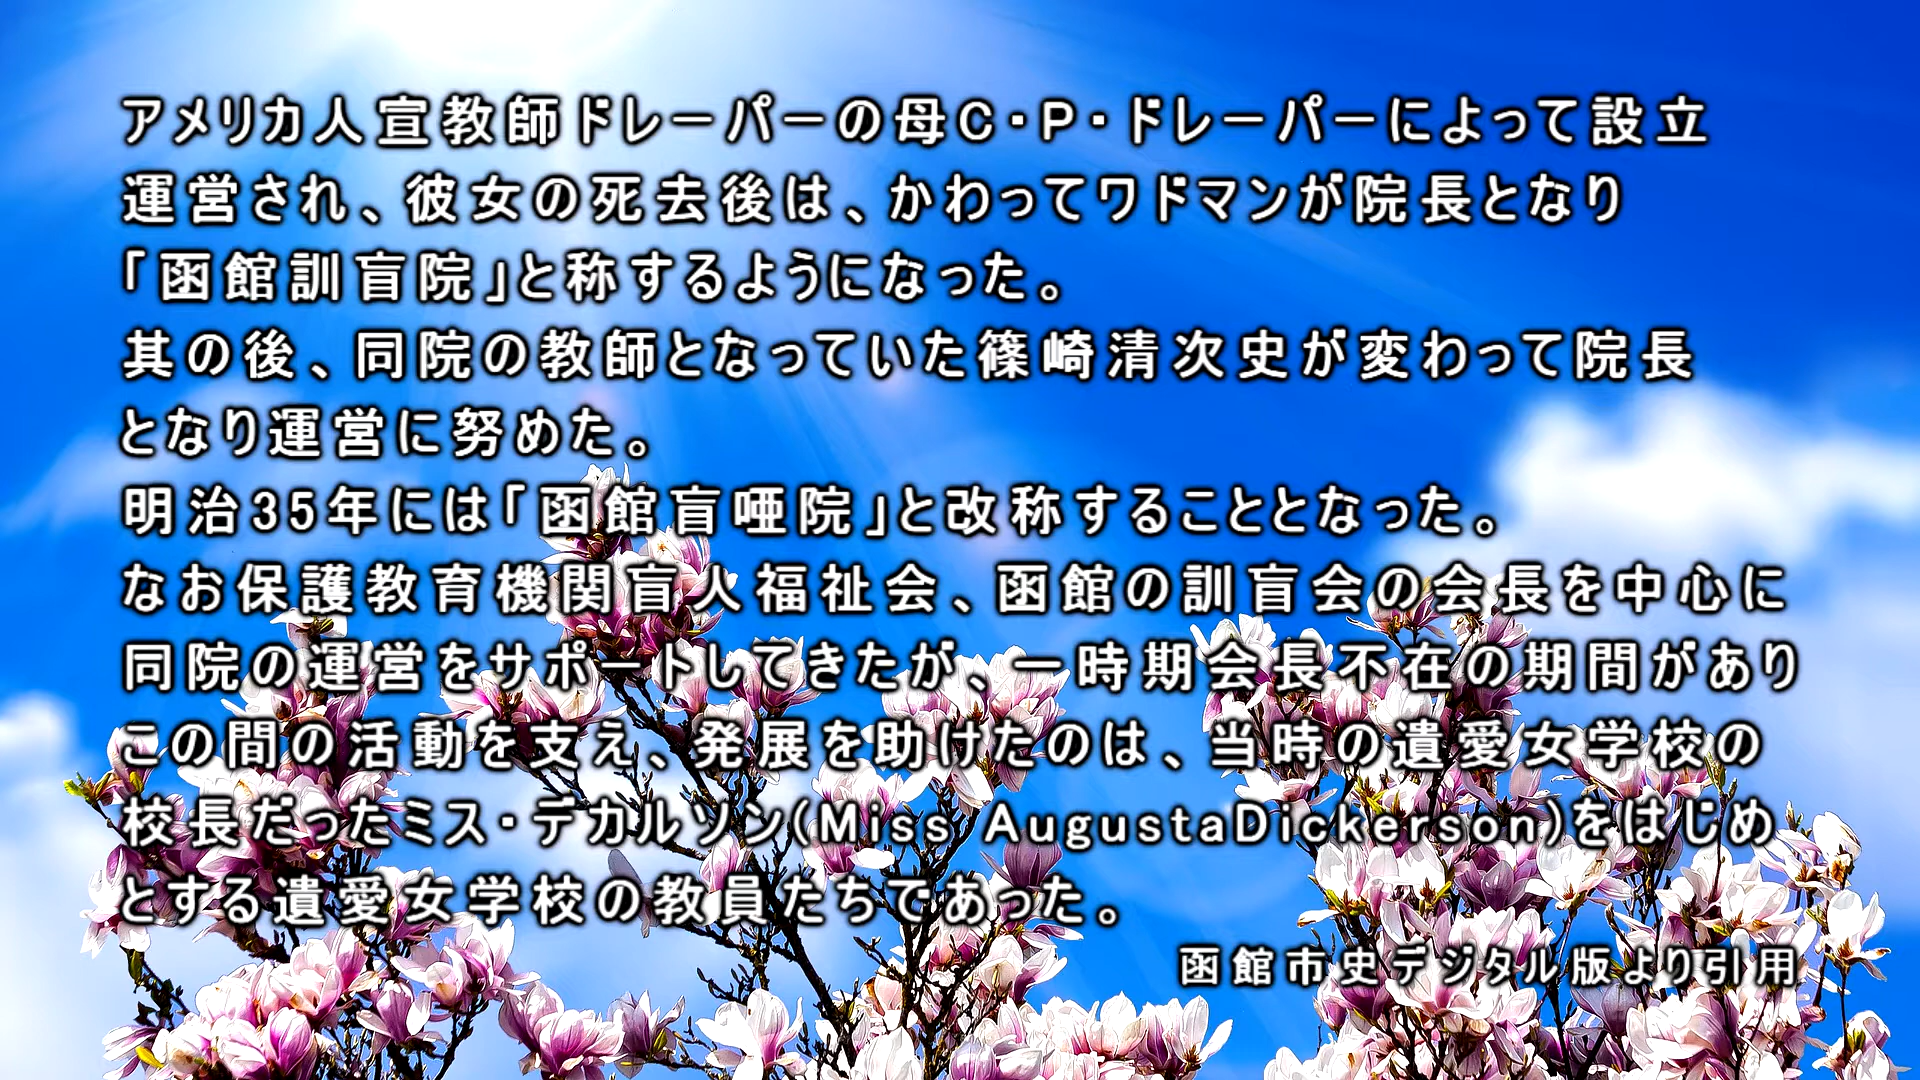 アメリカ人宣教師ドレーパーの母C・P・ドレーパーによって設立
運営され、彼女の死去後は、かわってワドマンが院長となり
「函館訓盲院」と称するようになった。
其の後、同院の教師となっていた篠崎清次史が変わって院長
となり運営に努めた。
明治35年には「函館盲唖院」と改称することとなった。
なお保護教育機関盲人福祉会、函館の訓盲会の会長を中心に
同院の運営をサポートしてきたが、一時期会長不在の期間があり
この間の活動を支え、発展を助けたのは、当時の遺愛女学校の
校長だったミス・デカルソン(Miss AugustaDickerson)をはじめ
とする遺愛女学校の教員たちであった。
函館市史デジタル版より引用